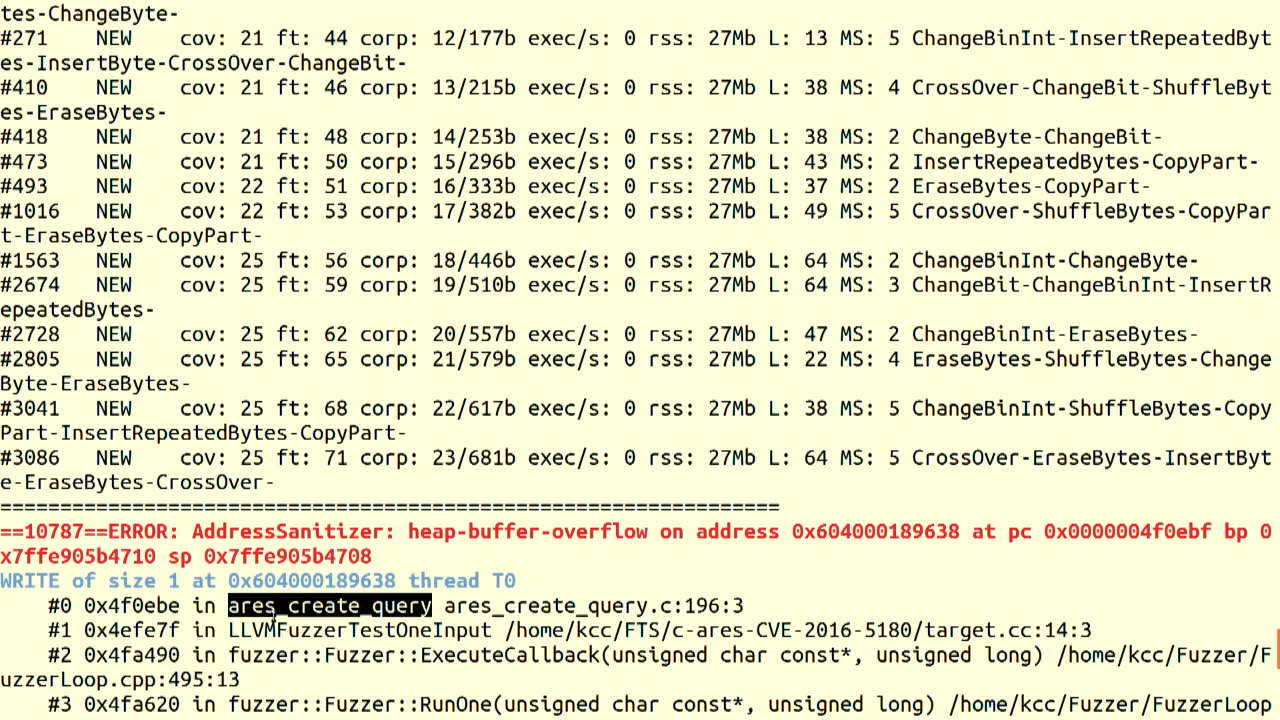 tes-ChangeByte-
#271    NEW    cov: 21 ft: 44 corp: 12/177b exec/s: 0 rss: 27Mb L: 13 MS: 5 ChangeBinInt-InsertRepeatedByt
es-InsertByte-CrossOver-ChangeBit-
#410    NEW    cov: 21 ft: 46 corp: 13/215b exec/s: 0 rss: 27Mb L: 38 MS: 4 CrossOver-ChangeBit-ShuffleByt
es-EraseBytes-
#418    NEW    cov: 21 ft: 48 corp: 14/253b exec/s: 0 rss: 27Mb L: 38 MS: 2 ChangeByte-ChangeBit-
#473    NEW    cov: 21 ft: 50 corp: 15/296b exec/s: 0 rss: 27Mb L: 43 MS: 2 InsertRepeatedBytes-CopyPart-
#493    NEW    cov: 22 ft: 51 corp: 16/333b exec/s: 0 rss: 27Mb L: 37 MS: 2 EraseBytes-CopyPart-
#1016   NEW    cov: 22 ft: 53 corp: 17/382b exec/s: 0 rss: 27Mb L: 49 MS: 5 CrossOver-ShuffleBytes-CopyPar
t-EraseBytes-CopyPart-
#1563   NEW    cov: 25 ft: 56 corp: 18/446b exec/s: 0 rss: 27Mb L: 64 MS: 2 ChangeBinInt-ChangeByte-
#2674   NEW    cov: 25 ft: 59 corp: 19/510b exec/s: 0 rss: 27Mb L: 64 MS: 3 ChangeBit-ChangeBinInt-InsertR
epeatedBytes-
#2728   NEW    cov: 25 ft: 62 corp: 20/557b exec/s: 0 rss: 27Mb L: 47 MS: 2 ChangeBinInt-EraseBytes-
#2805   NEW    cov: 25 ft: 65 corp: 21/579b exec/s: 0 rss: 27Mb L: 22 MS: 4 EraseBytes-ShuffleBytes-Change
Byte-EraseBytes-
#3041   NEW    cov: 25 ft: 68 corp: 22/617b exec/s: 0 rss: 27Mb L: 38 MS: 5 ChangeBinInt-ShuffleBytes-Copy
Part-InsertRepeatedBytes-CopyPart-
#3086   NEW    cov: 25 ft: 71 corp: 23/681b exec/s: 0 rss: 27Mb L: 64 MS: 5 CrossOver-EraseBytes-InsertByt
e-EraseBytes-CrossOver-
=================================================================
==10787==ERROR: AddressSanitizer: heap-buffer-overflow on address 0x604000189638 at pc 0x0000004f0ebf bp 0
x7ffe905b4710 sp 0x7ffe905b4708
WRITE of size 1 at 0x604000189638 thread T0
    #0 0x4f0ebe in ares_create_query ares_create_query.c:196:3
    #1 0x4efe7f in LLVMFuzzerTestOneInput /home/kcc/FTS/c-ares-CVE-2016-5180/target.cc:14:3
    #2 0x4fa490 in fuzzer::Fuzzer::ExecuteCallback(unsigned char const*, unsigned long) /home/kcc/Fuzzer/F
uzzerLoop.cpp:495:13
    #3 0x4fa620 in fuzzer::Fuzzer::RunOne(unsigned char const*, unsigned long) /home/kcc/Fuzzer/FuzzerLoop